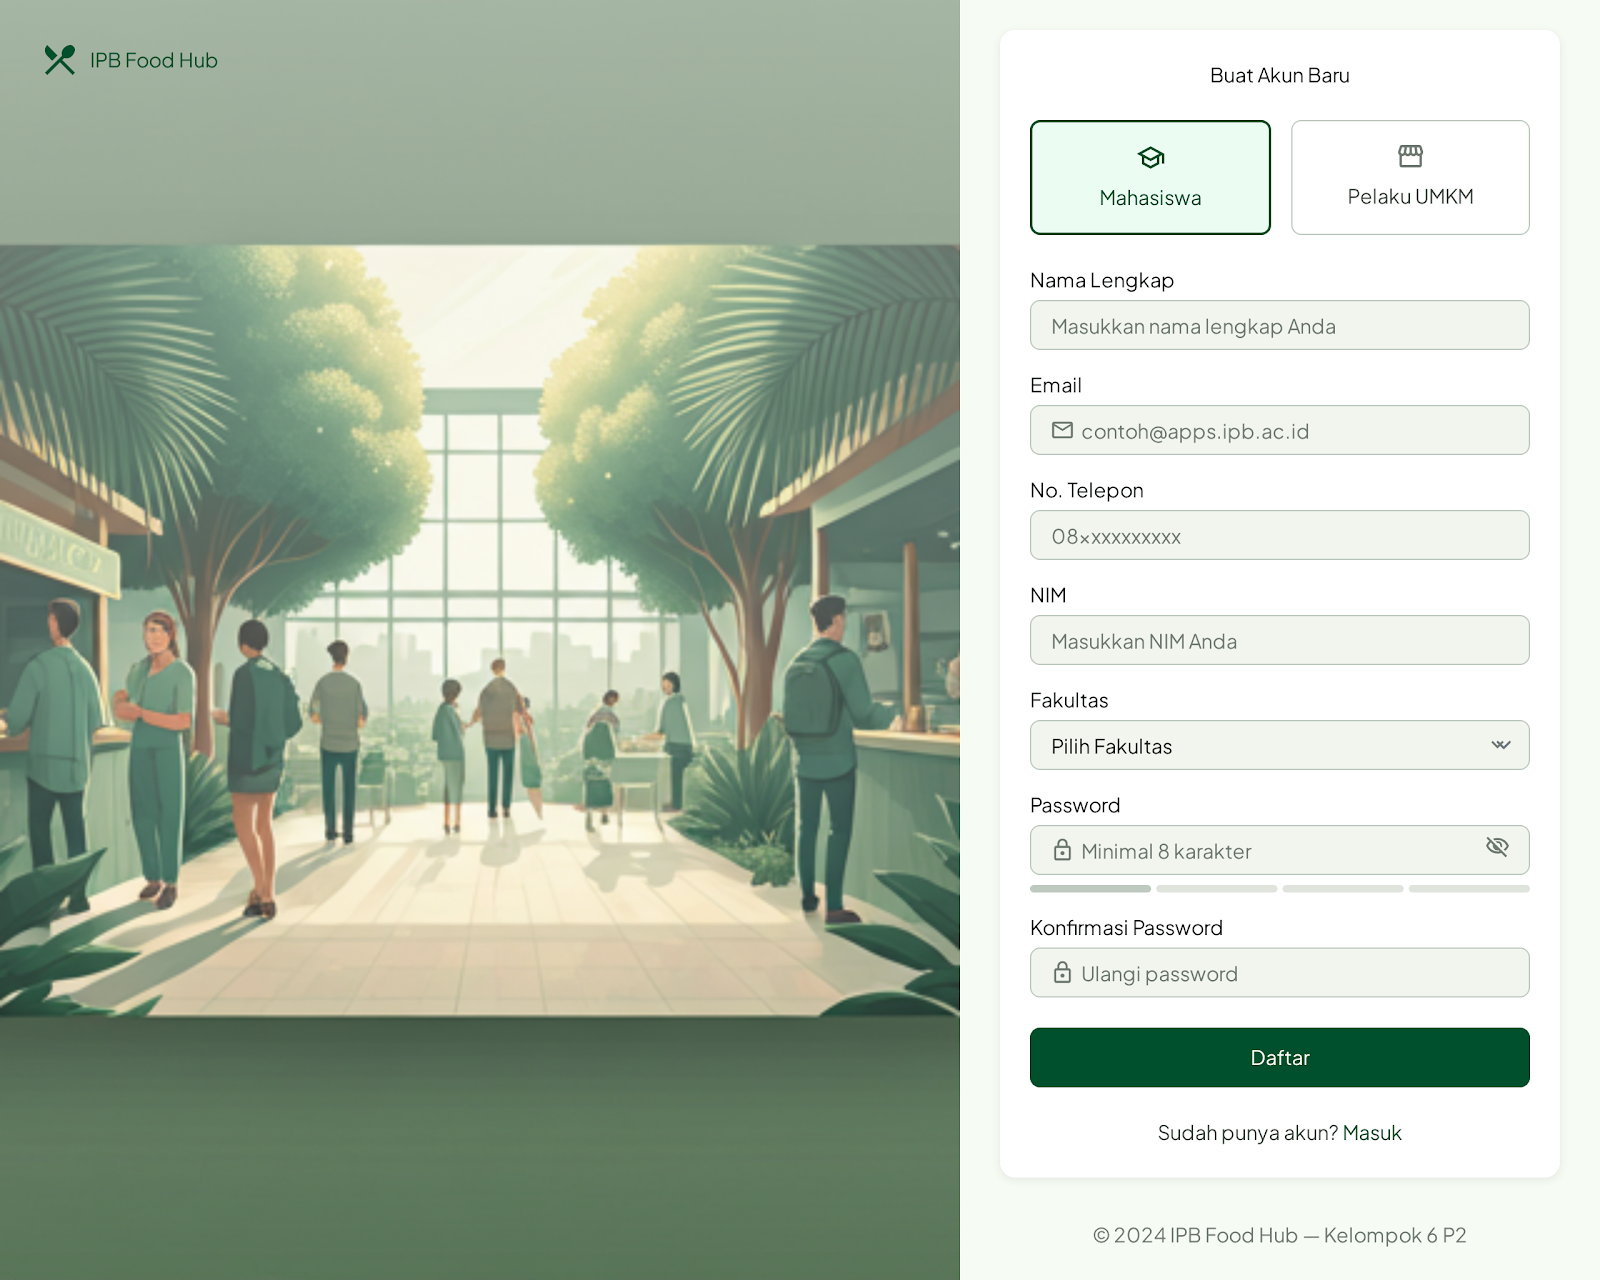 IPB Food Hub
Buat Akun Baru
Mahasiswa
Pelaku UMKM
Nama Lengkap
Masukkan nama lengkap Anda
Email
contoh@apps.ipb.ac.id
No. Telepon
08xxxxxxxxxx
NIM
Masukkan NIM Anda
Fakultas
Pilih Fakultas
Password
Minimal 8 karakter
Konfirmasi Password
Ulangi password
Daftar
Sudah punya akun? Masuk
© 2024 IPB Food Hub — Kelompok 6 P2